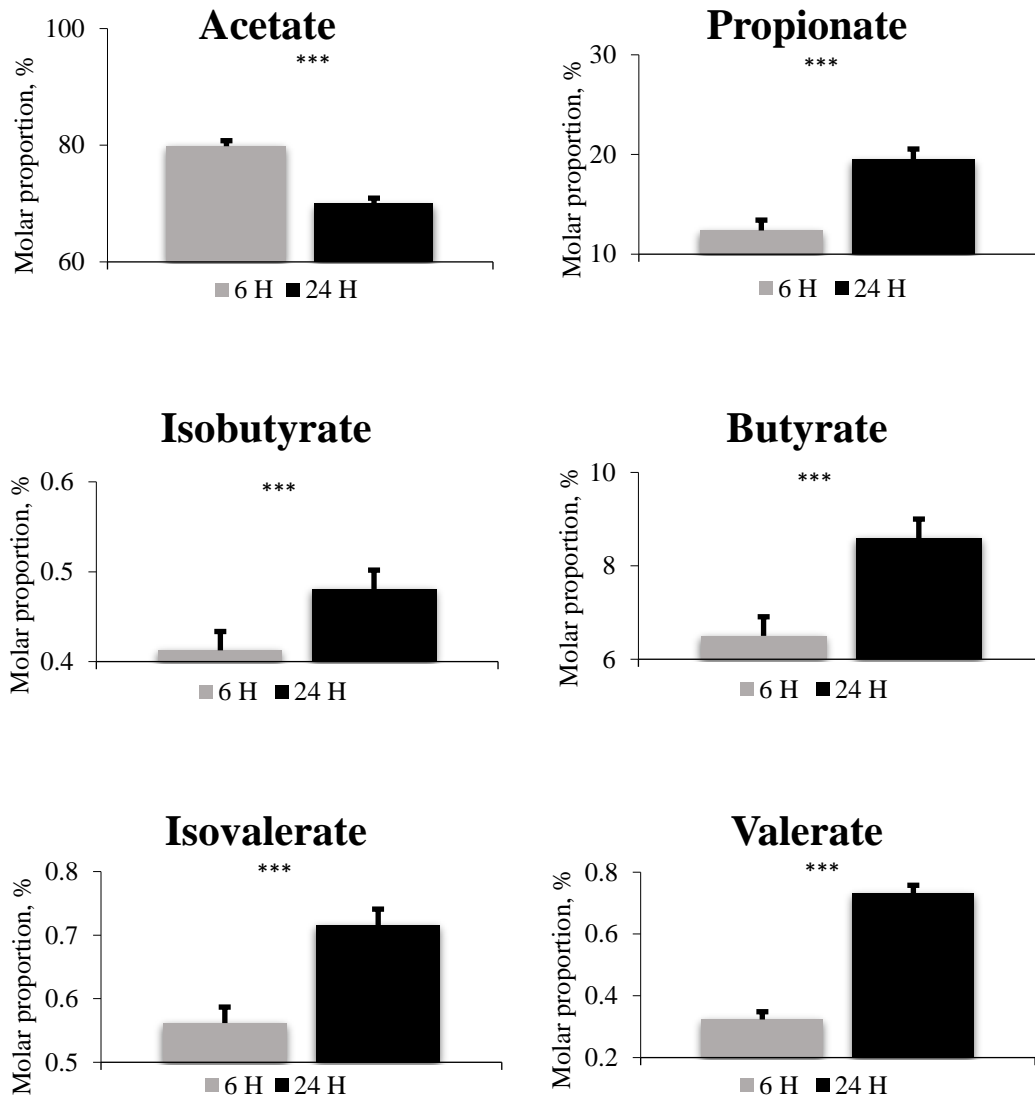 Acetate
***
Molar proportion, %
100
80
60
6 H 24 H
Propionate
***
Molar proportion, %
30
20
10
6 H 24 H
Isobutyrate
***
Molar proportion, %
0.6
0.5
0.4
6 H 24 H
Butyrate
***
Molar proportion, %
10
8
6
6 H 24 H
Isovalerate
***
Molar proportion, %
0.8
0.7
0.6
0.5
6 H 24 H
Valerate
***
Molar proportion, %
0.8
0.6
0.4
0.2
6 H 24 H